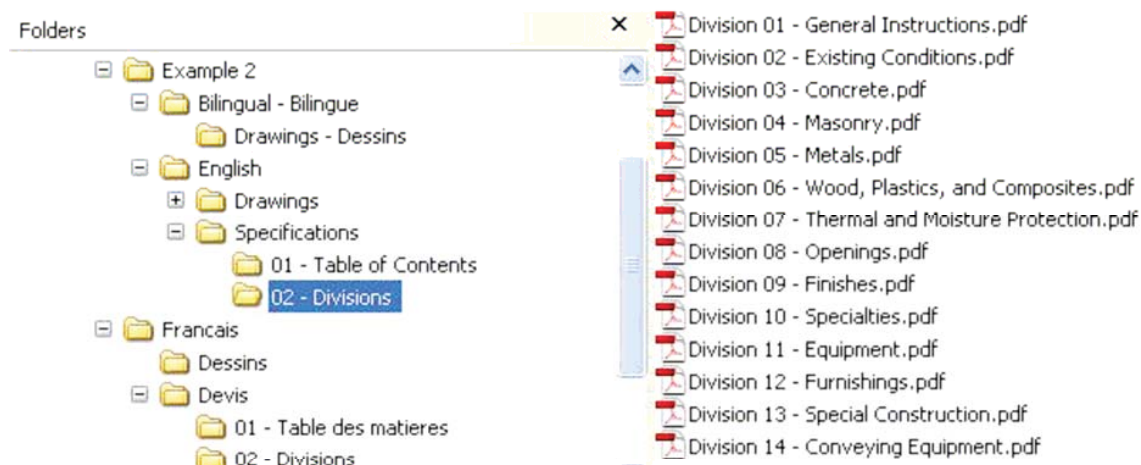 Folders
Example 2
Bilingual - Bilingue
Drawings - Dessins
English
Drawings
Specifications
01 - Table of Contents
02 - Divisions
Francais
Dessins
Devis
01 - Table des matieres
02 - Divisions
Division 01 - General Instructions.pdf
Division 02 - Existing Conditions.pdf
Division 03 - Concrete.pdf
Division 04 - Masonry.pdf
Division 05 - Metals.pdf
Division 06 - Wood, Plastics, and Composites.pdf
Division 07 - Thermal and Moisture Protection.pdf
Division 08 - Openings.pdf
Division 09 - Finishes.pdf
Division 10 - Specialties.pdf
Division 11 - Equipment.pdf
Division 12 - Furnishings.pdf
Division 13 - Special Construction.pdf
Division 14 - Conveying Equipment.pdf